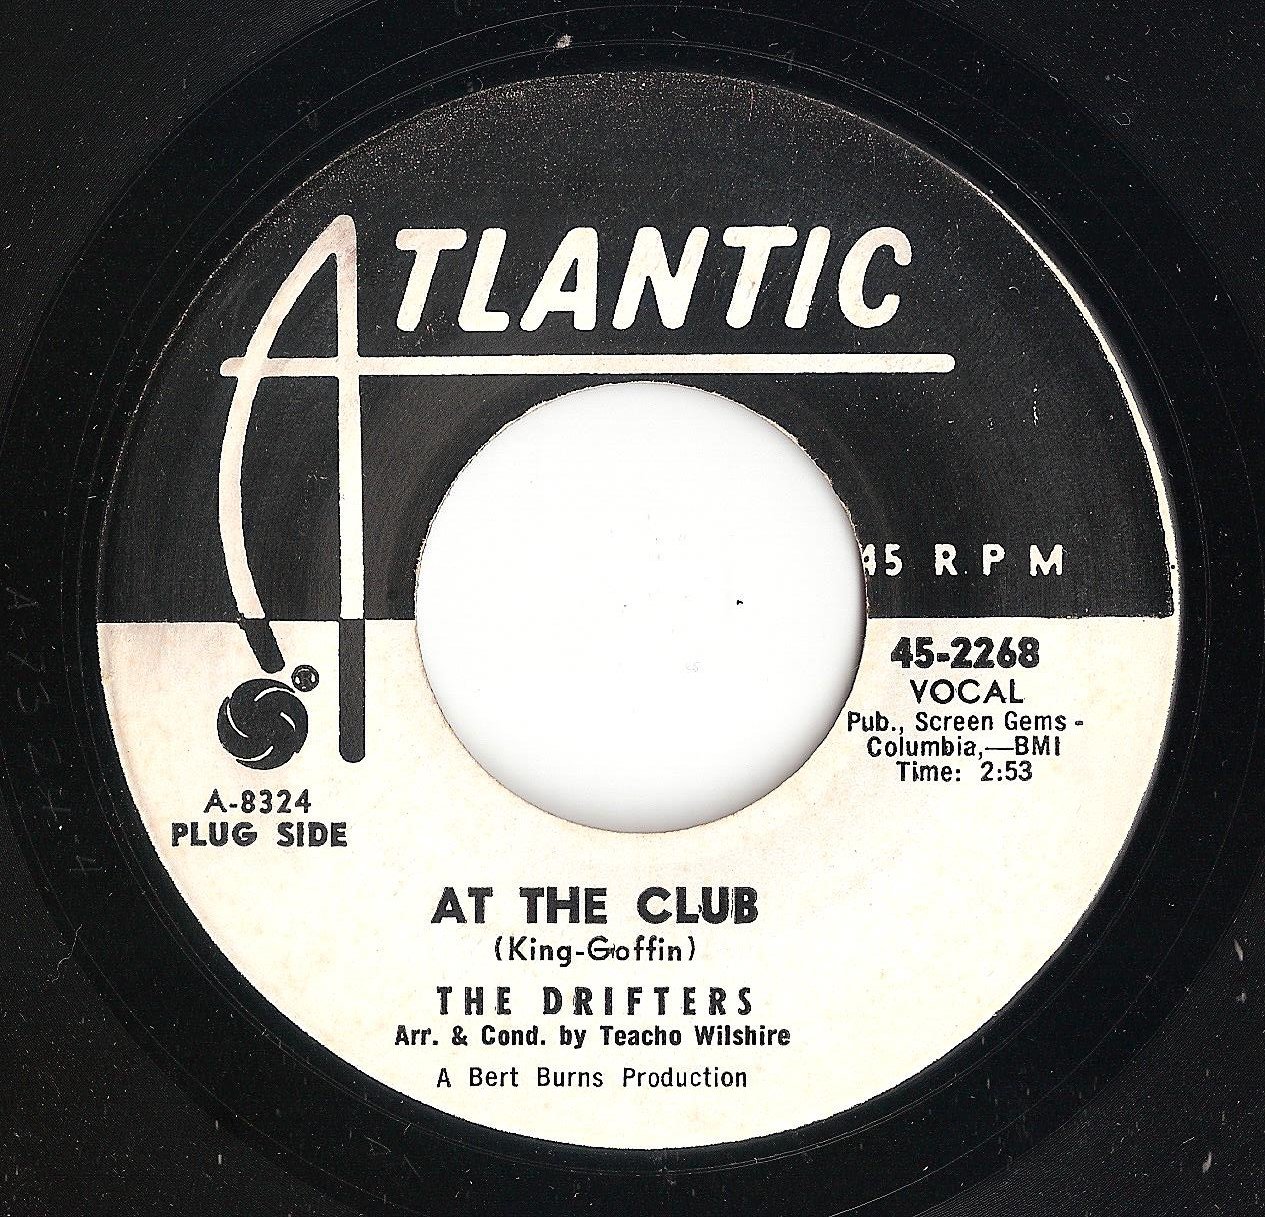 ATLANTIC
45 R.P M
45-2268
VOCAL
Pub., Screen Gems -
Columbia,—BMI
Time: 2:53
®
A-8324
PLUG SIDE
AT THE CLUB
(King-Goffin)
THE DRIFTERS
Arr. & Cond. by Teacho Wilshire
A Bert Burns Production